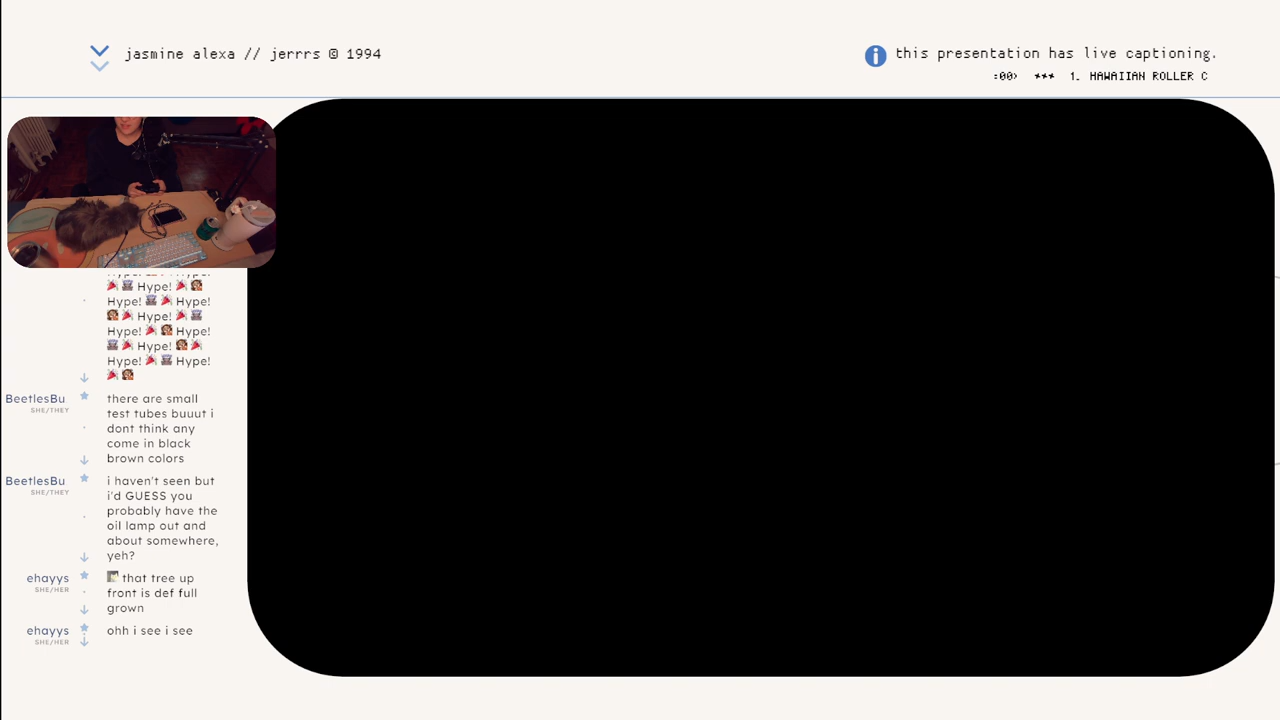 jasmine alexa // jerrrs © 1994
this presentation has live captioning.
:00› *** 1. HAWAIIAN ROLLER C
Hype! Hype!
Hype!
Hype! Hype!
Hype!
Hype! Hype!
Hype! Hype!
BeetlesBu
SHE/THEY
there are small
test tubes buuut i
dont think any
come in black
brown colors
BeetlesBu
SHE/THEY
i haven't seen but
i'd GUESS you
probably have the
oil lamp out and
about somewhere,
yeh?
ehayys
SHE/HER
that tree up
front is def full
grown
ehayys
SHE/HER
ohh i see i see